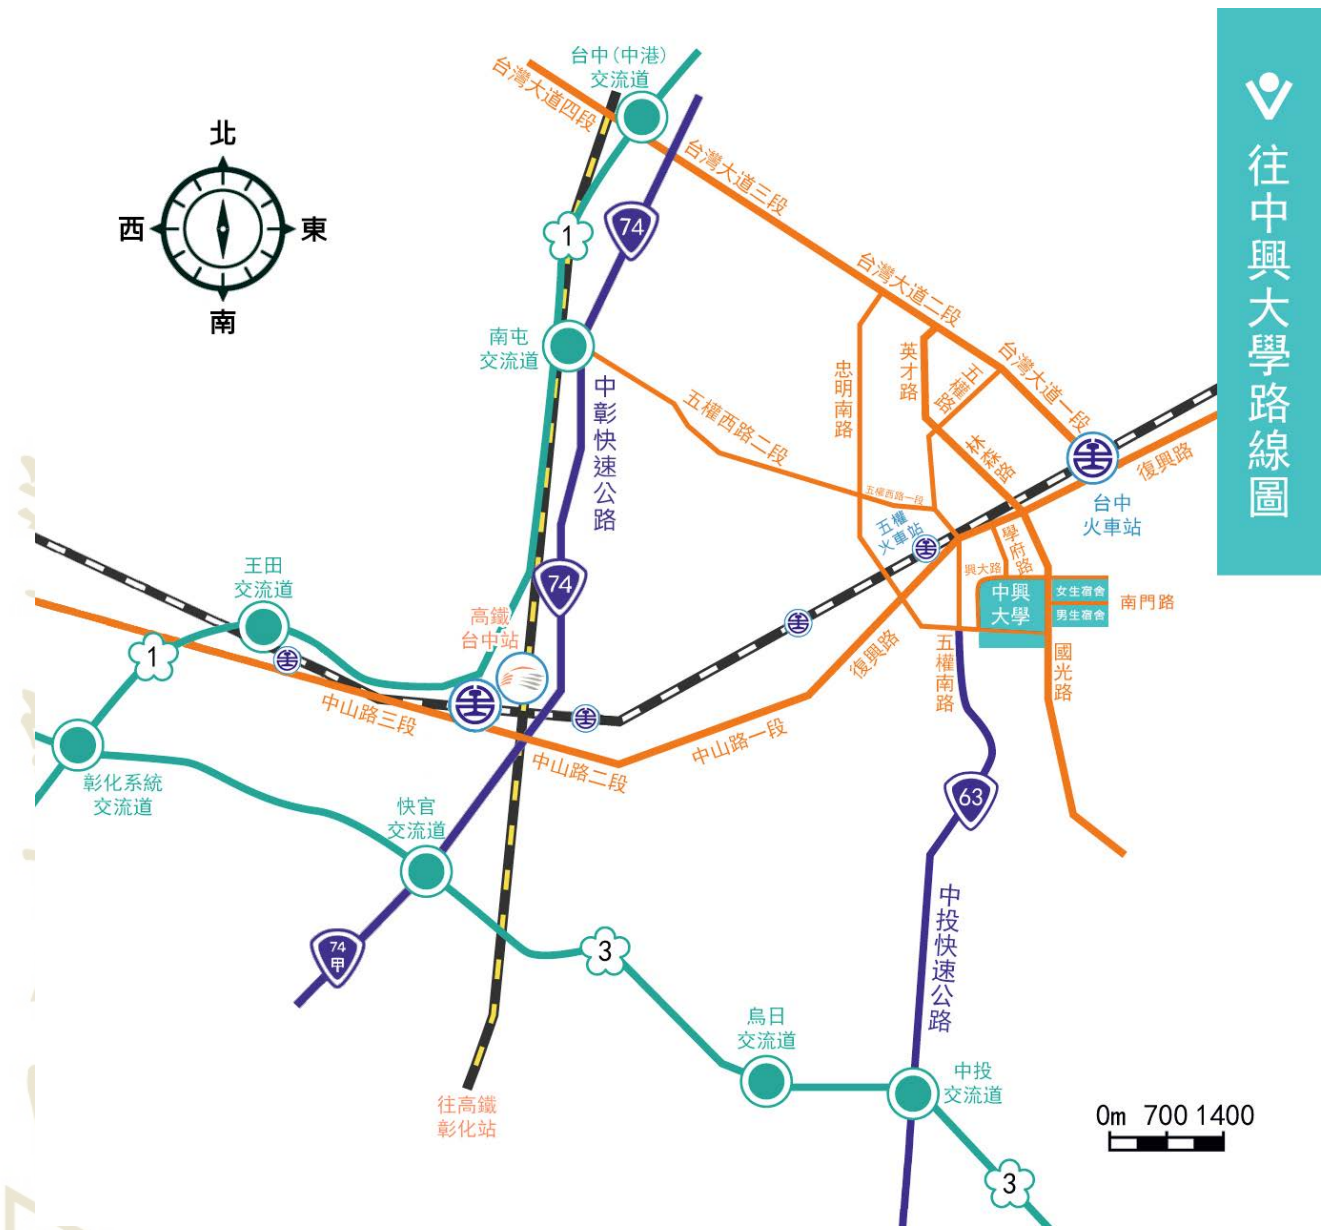 往中興大學路線圖
北
西
東
南
台中(中港)
交流道
台灣大道四段
台灣大道三段
74
1
台灣大道二段
南屯
交流道
英才路
五權路
台灣大道一段
忠明南路
中彰快速公路
五權西路二段
林森路
復興路
五權西路一段
台中
火車站
五權
火車站
學府路
興大路
王田
交流道
74
中興
大學
女生宿舍
男生宿舍
南門路
高鐵
台中站
1
復興路
五權南路
國光路
中山路三段
中山路一段
中山路二段
彰化系統
交流道
快官
交流道
63
中投快速公路
74
甲
3
烏日
交流道
中投
交流道
往高鐵
彰化站
0m 700 1400
3